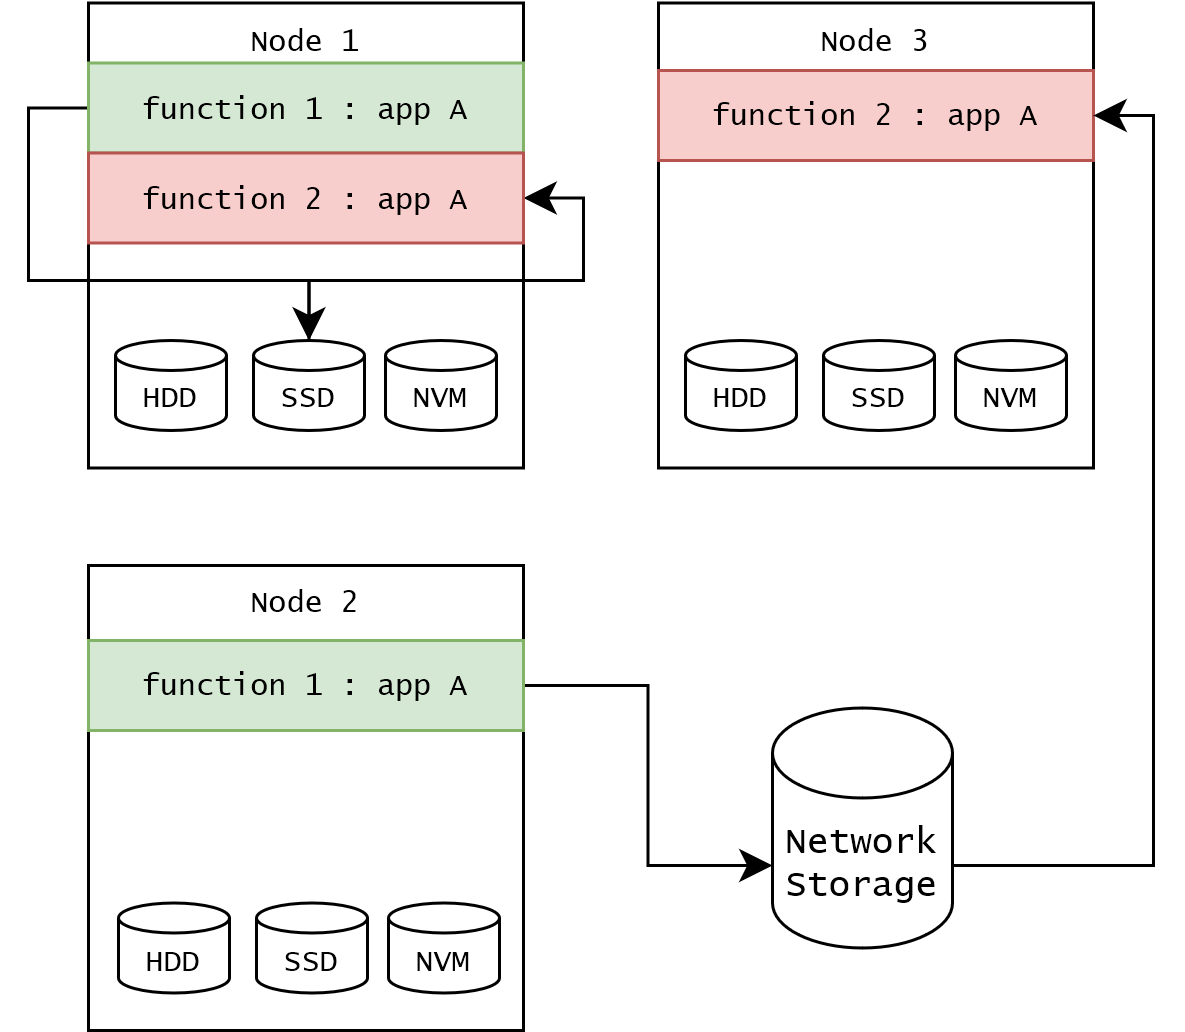 Node 1
function 1 : app A
function 2 : app A
HDD
SSD
NVM
Node 3
function 2 : app A
HDD
SSD
NVM
Node 2
function 1 : app A
HDD
SSD
NVM
Network
Storage